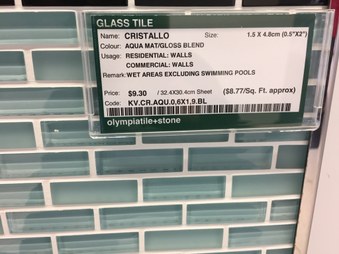 GLASS TILE
Name: CRISTALLO Size: 1.5 X 4.8cm (0.5"X2")
Colour: AQUA MAT/GLOSS BLEND
Usage: RESIDENTIAL: WALLS
COMMERCIAL: WALLS
Remark: WET AREAS EXCLUDING SWIMMING POOLS
Price: $9.30 / 32.4X30.4cm Sheet ($8.77/Sq. Ft. approx)
Code: KV.CR.AQU.0,6X1.9.BL
olympiatile+stone